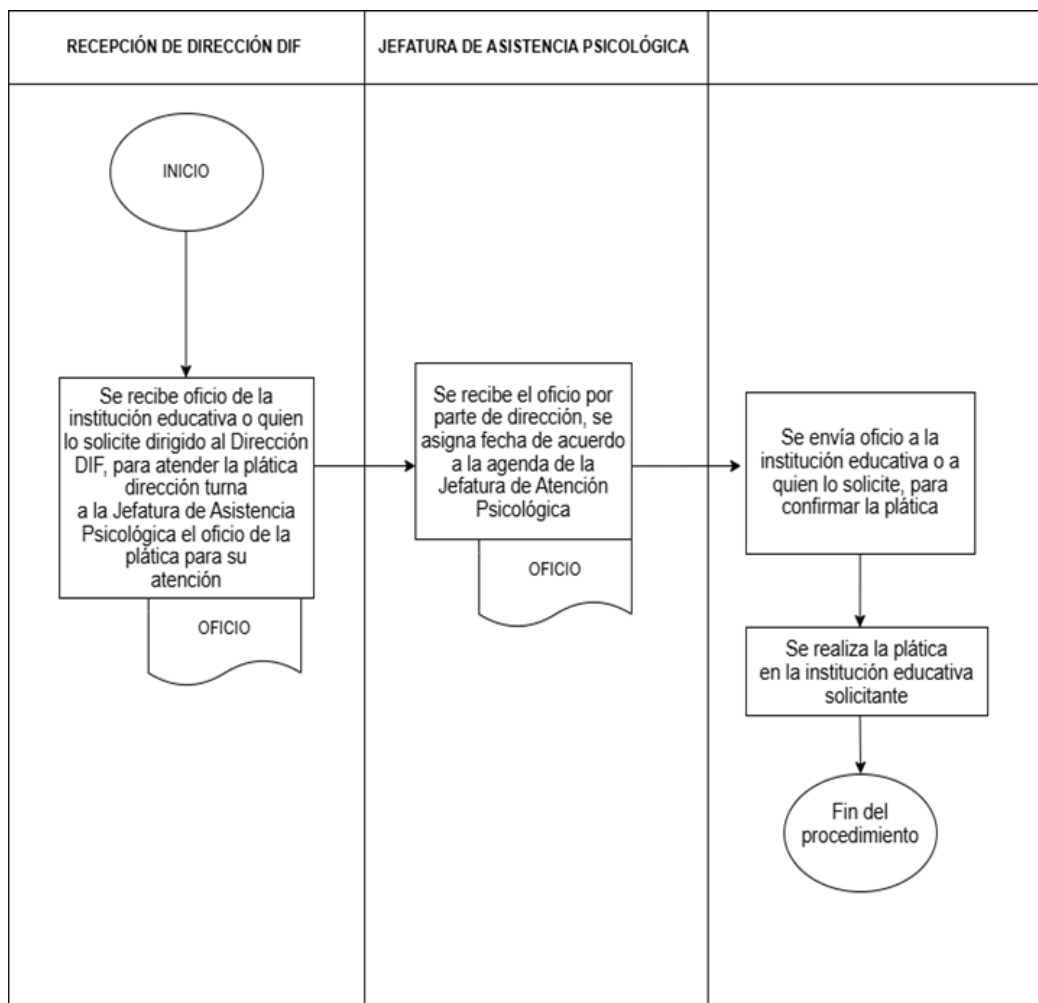 RECEPCIÓN DE DIRECCIÓN DIF
JEFATURA DE ASISTENCIA PSICOLÓGICA
INICIO
Se recibe oficio de la
institución educativa o quien
lo solicite dirigido al Dirección
DIF, para atender la plática
dirección turna
a la Jefatura de Asistencia
Psicológica el oficio de la
plática para su
atención
OFICIO
Se recibe el oficio por
parte de dirección, se
asigna fecha de acuerdo
a la agenda de la
Jefatura de Atención
Psicológica
OFICIO
Se envía oficio a la
institución educativa o a
quien lo solicite, para
confirmar la plática
Se realiza la plática
en la institución educativa
solicitante
Fin del
procedimiento